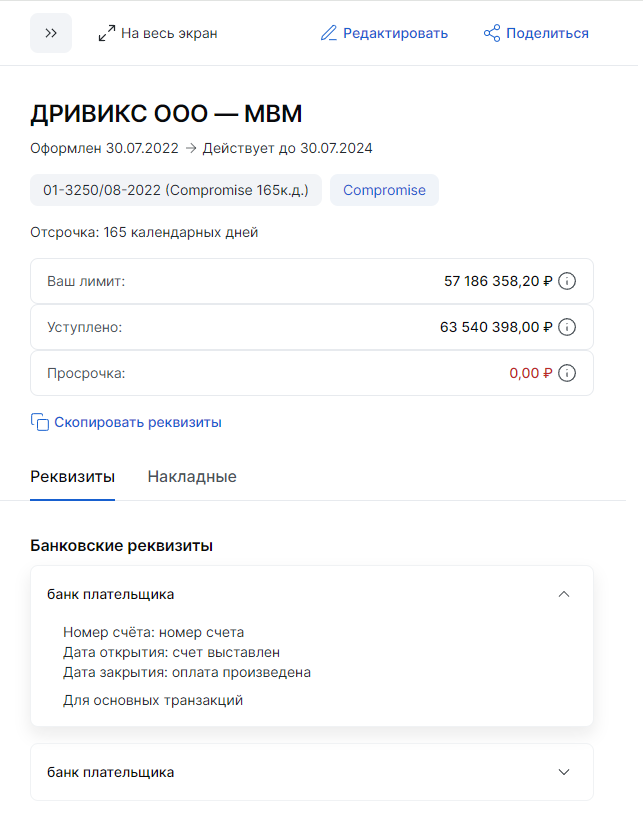 На весь экран
Редактировать
Поделиться
ДРИВИКС ООО — МВМ
Оформлен 30.07.2022 → Действует до 30.07.2024
01-3250/08-2022 (Compromise 165к.д.)
Compromise
Отсрочка: 165 календарных дней
Ваш лимит: 57 186 358,20 ₽
Уступлено: 63 540 398,00 ₽
Просрочка: 0,00 ₽
Скопировать реквизиты
Реквизиты
Накладные
Банковские реквизиты
банк плательщика
Номер счёта: номер счета
Дата открытия: счет выставлен
Дата закрытия: оплата произведена
Для основных транзакций
банк плательщика